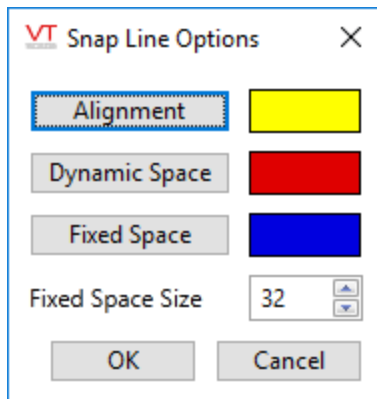 VT Snap Line Options
Alignment
Dynamic Space
Fixed Space
Fixed Space Size 32
OK Cancel